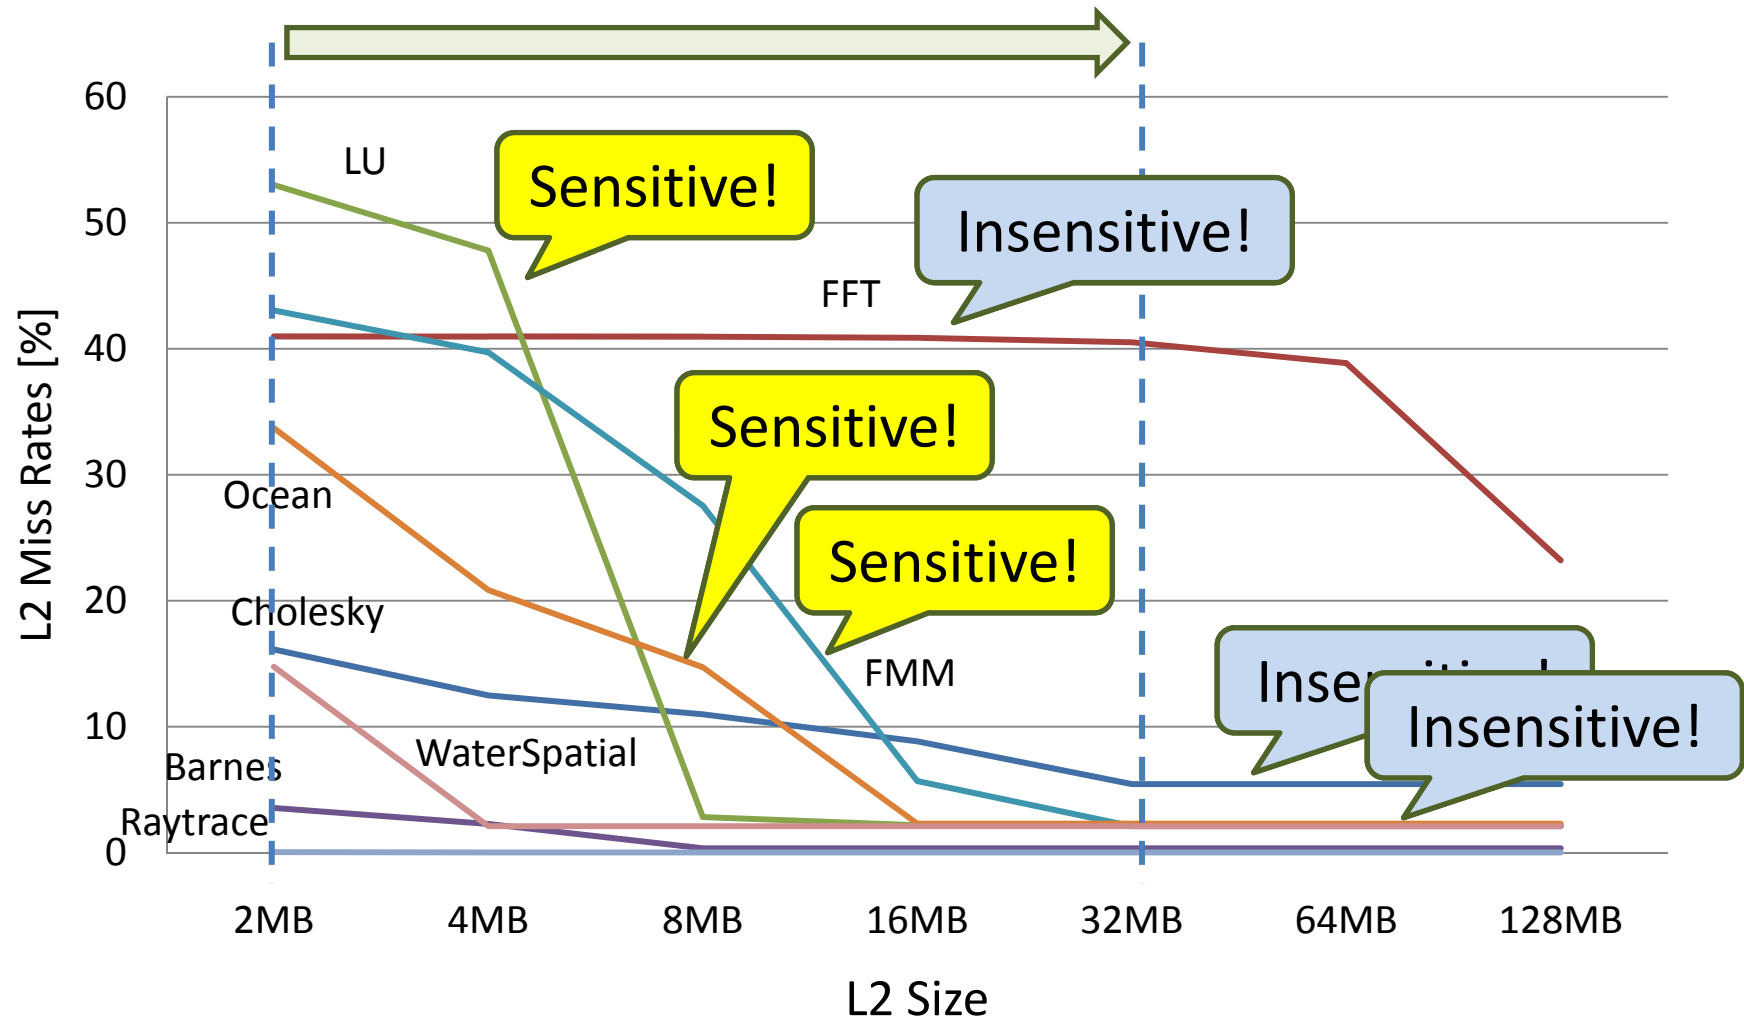 60
50
40
30
20
10
0
L2 Miss Rates [%]
LU
Sensitive!
Insensitive!
FFT
Sensitive!
Ocean
Sensitive!
Cholesky
FMM
Insensitive!
Insensitive!
WaterSpatial
Barnes
Raytrace
2MB 4MB 8MB 16MB 32MB 64MB 128MB
L2 Size